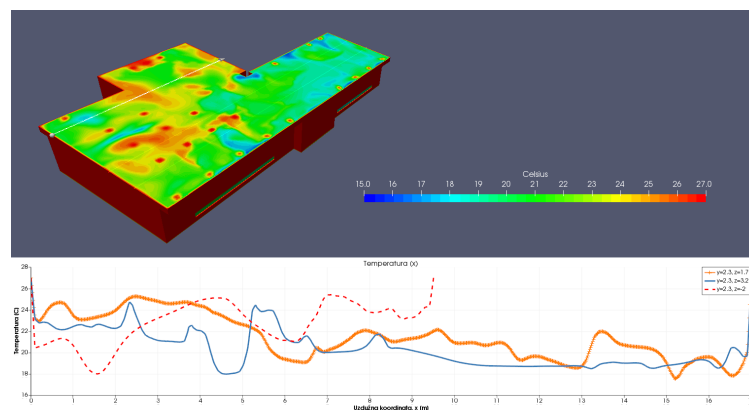 Celsius
15.0 16 17 18 19 20 21 22 23 24 25 26 27.0
Temperatura (x)
28
26
24
22
20
18
16
Temperatura (C)
y=2.3, z=1.7
y=2.3, z=3.2
y=2.3, z=-2
0 1 2 3 4 5 6 7 8 9 10 11 12 13 14 15 16
Uzdužna koordinata, x (m)